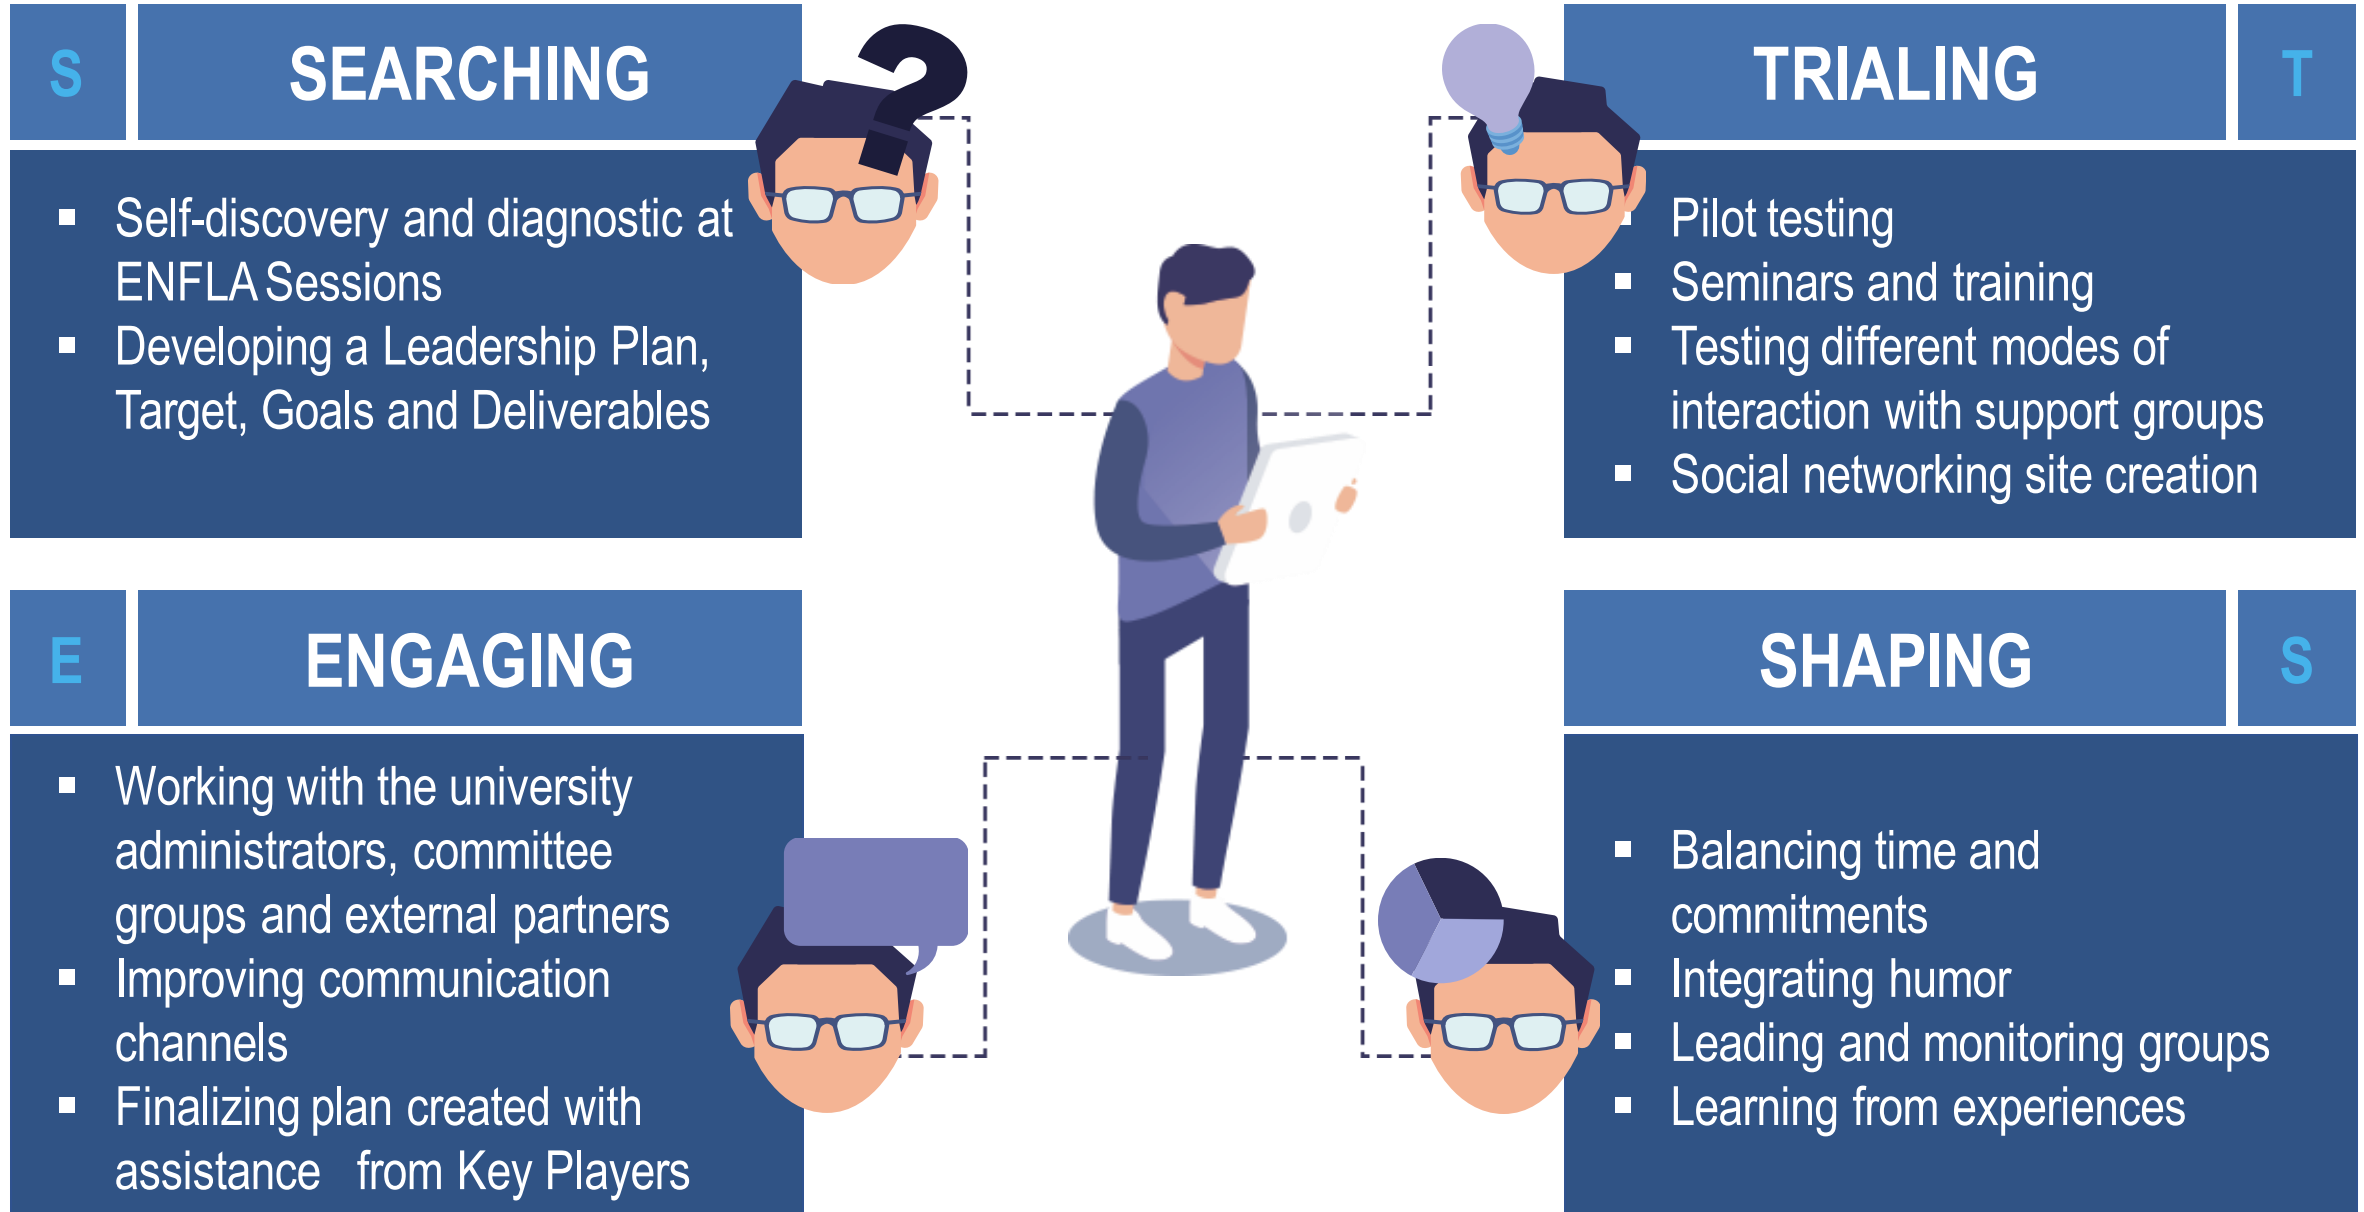 S
SEARCHING
▪ Self-discovery and diagnostic at
ENFLA Sessions
▪ Developing a Leadership Plan,
Target, Goals and Deliverables
TRIALING
T
▪ Pilot testing
▪ Seminars and training
▪ Testing different modes of
interaction with support groups
▪ Social networking site creation
E
ENGAGING
▪ Working with the university
administrators, committee
groups and external partners
▪ Improving communication
channels
▪ Finalizing plan created with
assistance from Key Players
SHAPING
S
▪ Balancing time and
commitments
▪ Integrating humor
▪ Leading and monitoring groups
▪ Learning from experiences